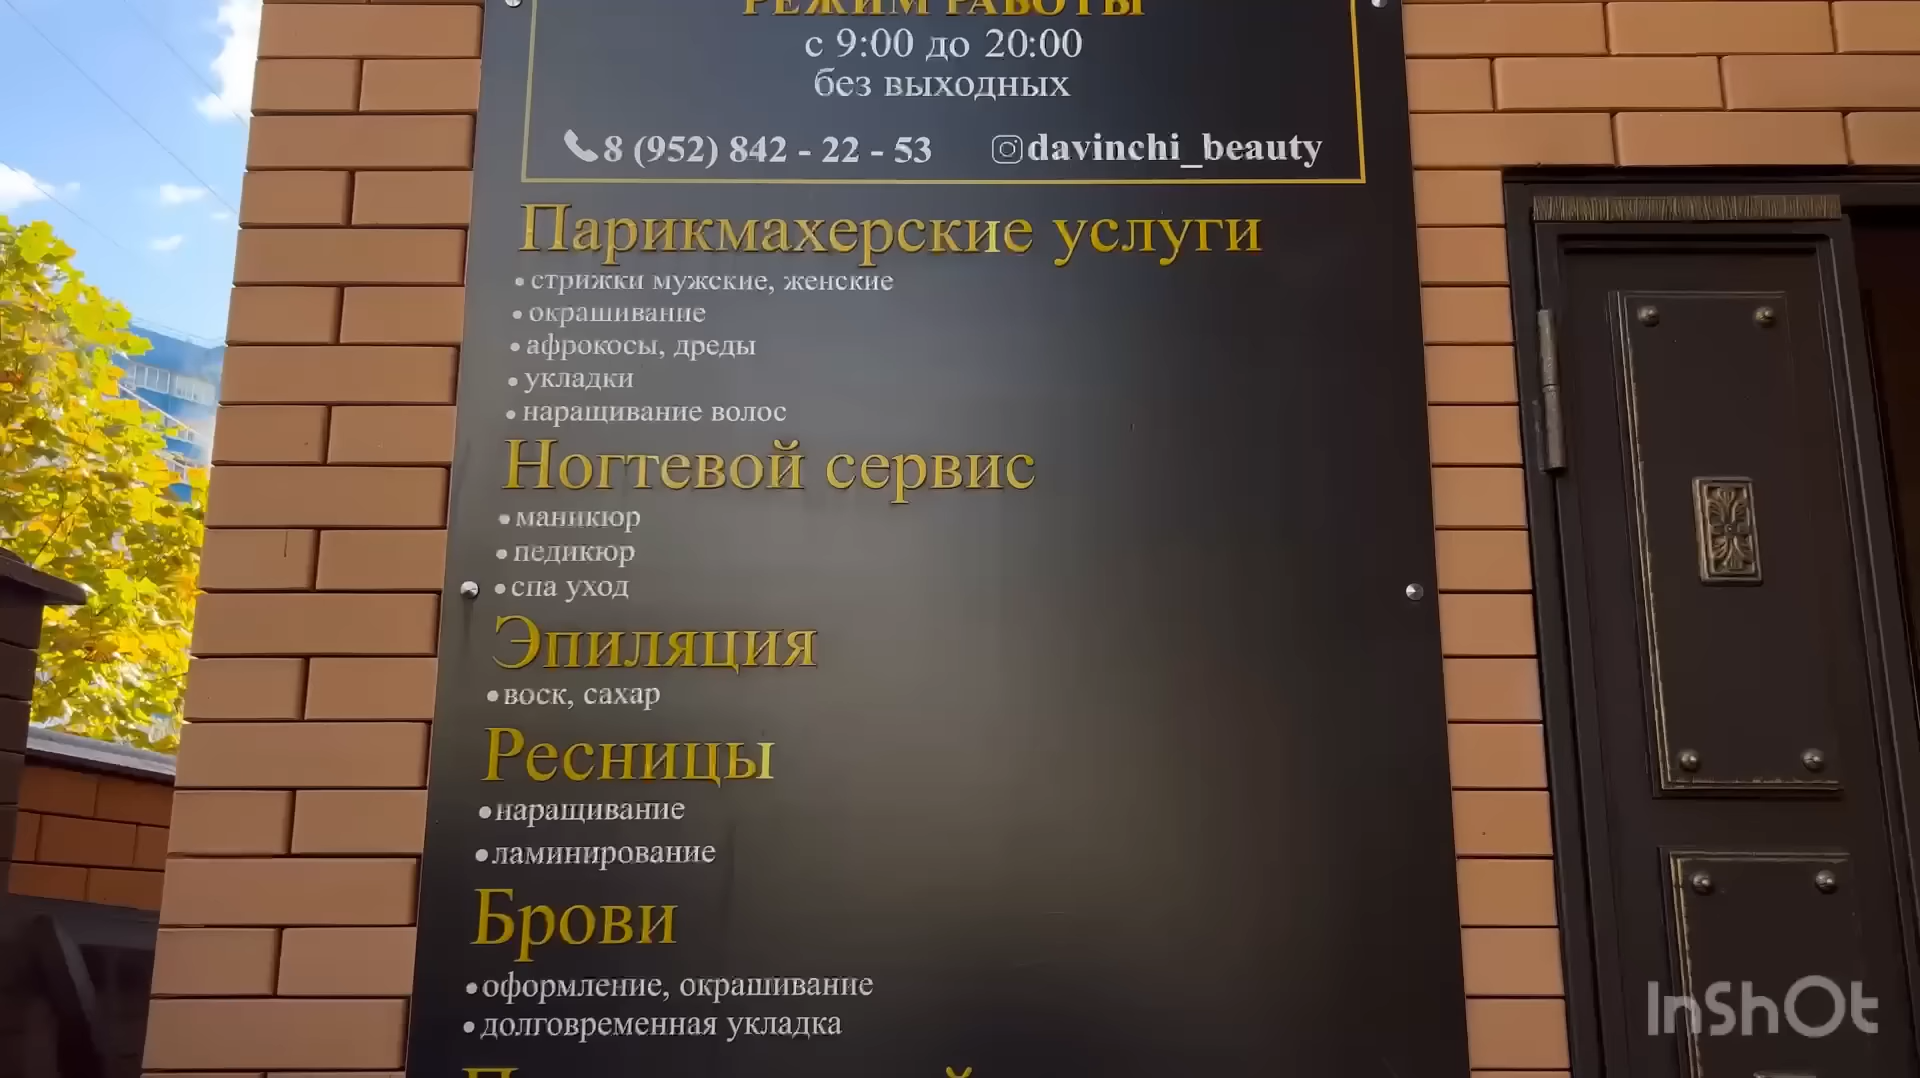 РЕЖИМ РАБОТЫ
с 9:00 до 20:00
без выходных
8 (952) 842 - 22 - 53 davinchi_beauty
Парикмахерские услуги
• стрижки мужские, женские
• окрашивание
• афрокосы, дреды
• укладки
• наращивание волос
Ногтевой сервис
• маникюр
• педикюр
• спа уход
Эпиляция
• воск, сахар
Ресницы
• наращивание
• ламинирование
Брови
• оформление, окрашивание
• долговременная укладка
InShOt